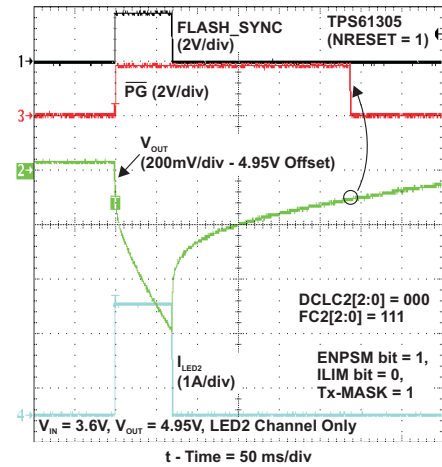 FLASH_SYNC
(2V/div)
TPS61305
(NRESET = 1)
1
PG (2V/div)
3
VOUT
(200mV/div - 4.95V Offset)
2
T
DCLC2[2:0] = 000
FC2[2:0] = 111
ILED2
(1A/div)
ENPSM bit = 1,
ILIM bit = 0,
Tx-MASK = 1
4
VIN = 3.6V, VOUT = 4.95V, LED2 Channel Only
t - Time = 50 ms/div